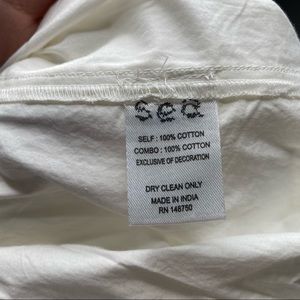 sea
SELF : 100% COTTON
COMBO : 100% COTTON
EXCLUSIVE OF DECORATION
DRY CLEAN ONLY
MADE IN INDIA
RN 148750